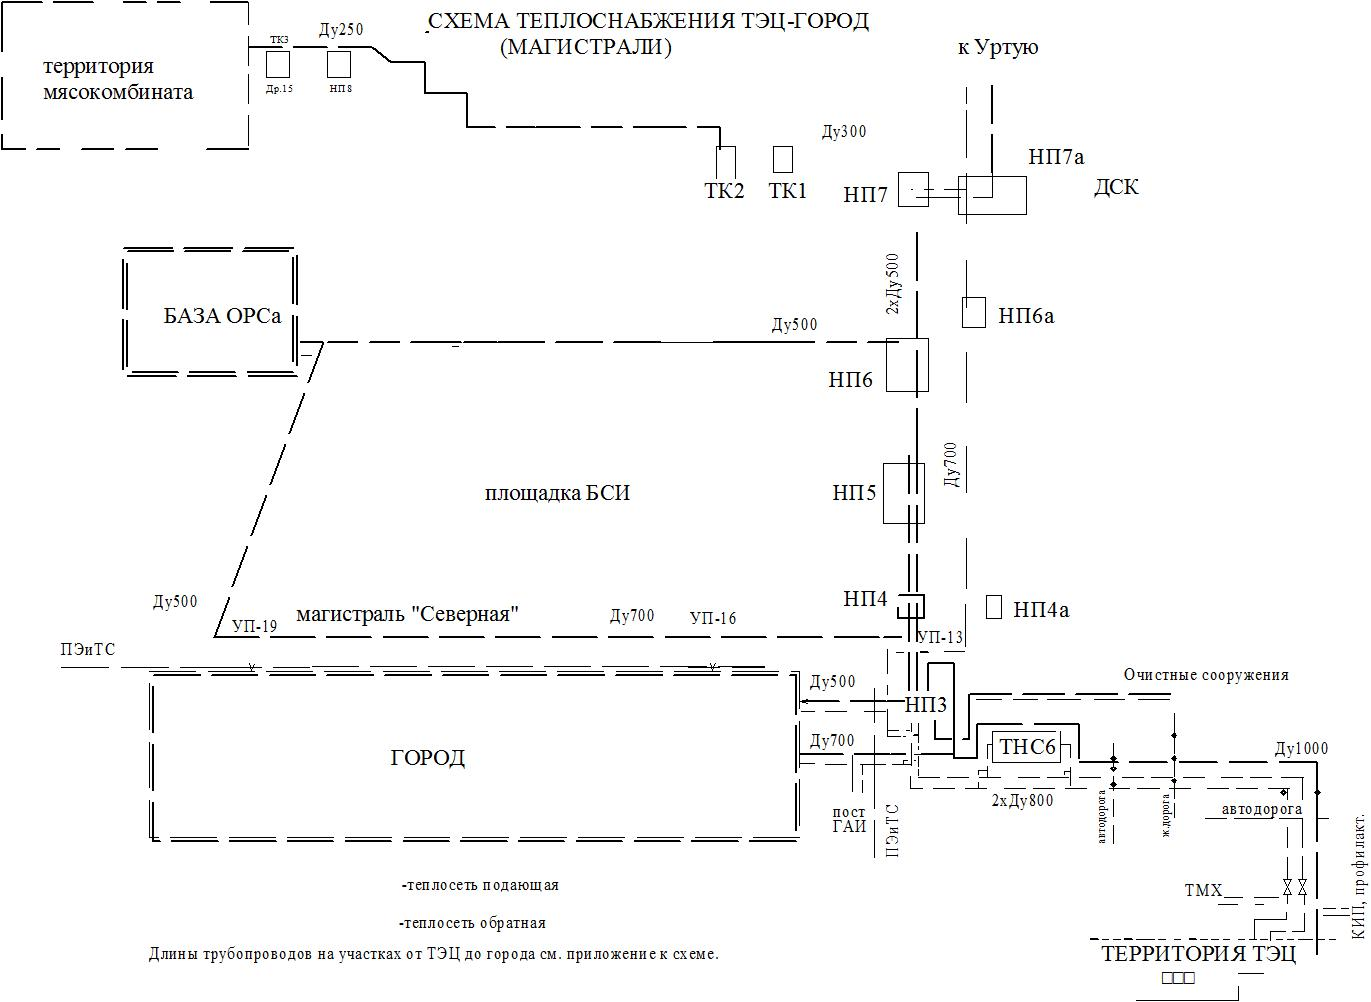 СХЕМА ТЕПЛОСНАБЖЕНИЯ ТЭЦ-ГОРОД
(МАГИСТРАЛИ)
к Уртую
ТК3
Ду250
территория
мясокомбината
Др.15
НП8
Ду300
НП7а
ТК2
ТК1
НП7
ДСК
2хДу500
БАЗА ОРСа
НП6а
Ду500
НП6
Ду700
площадка БСИ
НП5
Ду500
магистраль "Северная"
Ду700
НП4
НП4а
УП-19
УП-16
УП-13
ПЭиТС
Ду500
Очистные сооружения
НП3
Ду700
ТНС6
Ду1000
ГОРОД
2хДу800
автодорога
ж.дорога
автодорога
пост
ГАИ
ПЭиТС
КИП, профилакт.
-теплосеть подающая
ТМХ
-теплосеть обратная
Длины трубопроводов на участках от ТЭЦ до города см. приложение к схеме.
ТЕРРИТОРИЯ ТЭЦ
□□□